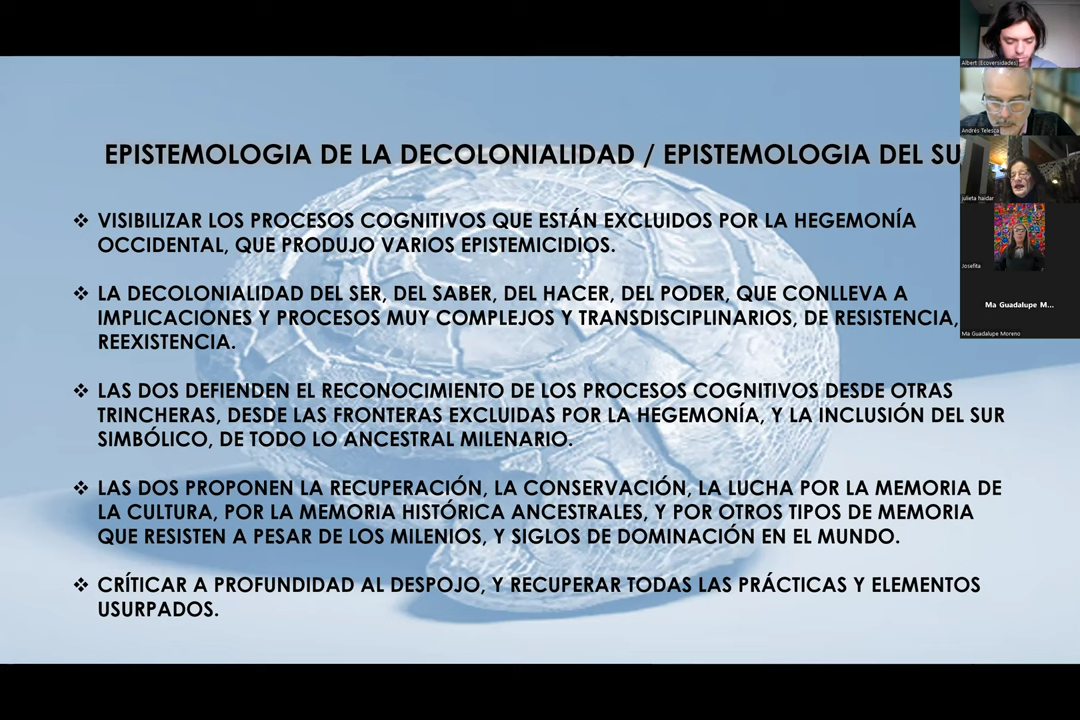 EPISTEMOLOGIA DE LA DECOLONIALIDAD / EPISTEMOLOGIA DEL SU
❖ VISIBILIZAR LOS PROCESOS COGNITIVOS QUE ESTÁN EXCLUIDOS POR LA HEGEMONÍA
OCCIDENTAL, QUE PRODUJO VARIOS EPISTEMICIDIOS.
❖ LA DECOLONIALIDAD DEL SER, DEL SABER, DEL HACER, DEL PODER, QUE CONLLEVA A
IMPLICACIONES Y PROCESOS MUY COMPLEJOS Y TRANSDISCIPLINARIOS, DE RESISTENCIA,
REEXISTENCIA.
❖ LAS DOS DEFIENDEN EL RECONOCIMIENTO DE LOS PROCESOS COGNITIVOS DESDE OTRAS
TRINCHERAS, DESDE LAS FRONTERAS EXCLUIDAS POR LA HEGEMONÍA, Y LA INCLUSIÓN DEL SUR
SIMBÓLICO, DE TODO LO ANCESTRAL MILENARIO.
❖ LAS DOS PROPONEN LA RECUPERACIÓN, LA CONSERVACIÓN, LA LUCHA POR LA MEMORIA DE
LA CULTURA, POR LA MEMORIA HISTÓRICA ANCESTRALES, Y POR OTROS TIPOS DE MEMORIA
QUE RESISTEN A PESAR DE LOS MILENIOS, Y SIGLOS DE DOMINACIÓN EN EL MUNDO.
❖ CRÍTICAR A PROFUNDIDAD AL DESPOJO, Y RECUPERAR TODAS LAS PRÁCTICAS Y ELEMENTOS
USURPADOS.
Albert (Ecoversidades)
Andrés Telesca
julieta haidar
Josefita
Ma Guadalupe M...
Ma Guadalupe Moreno